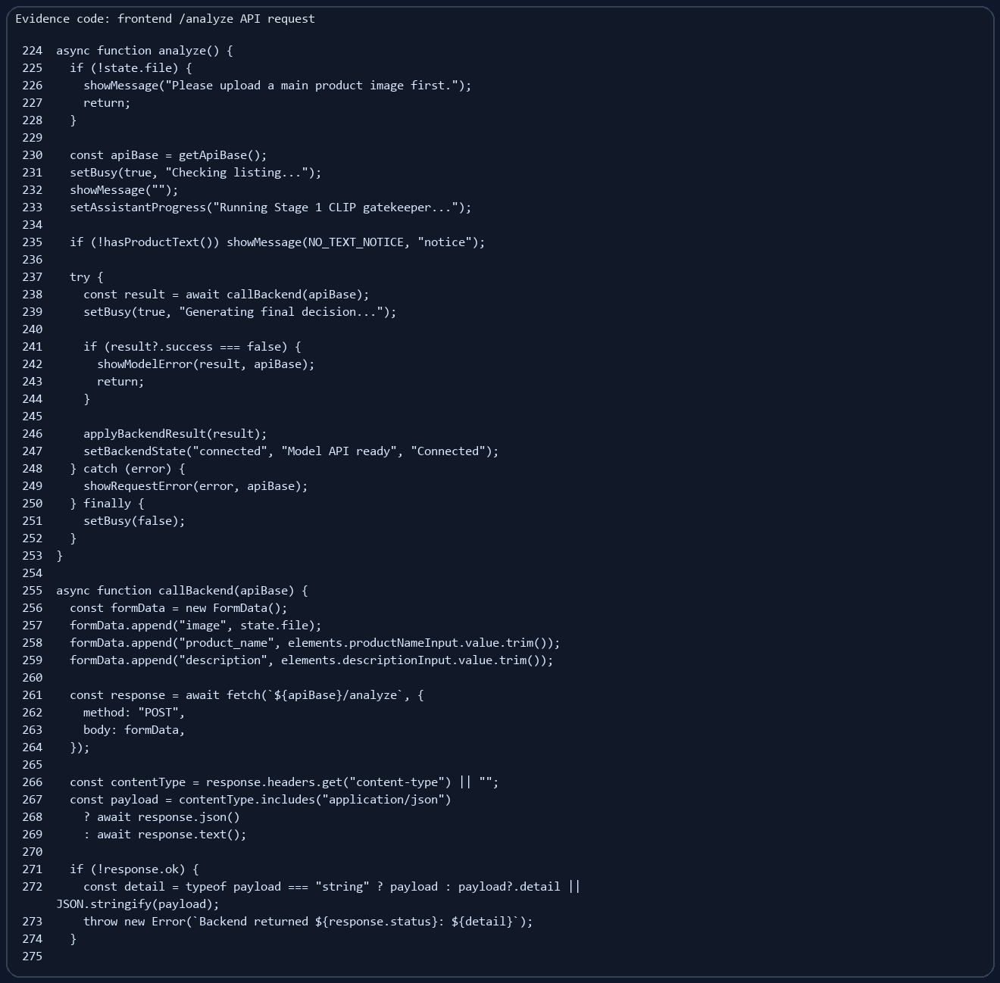 Evidence code: frontend /analyze API request
224  async function analyze() {
225    if (!state.file) {
226      showMessage("Please upload a main product image first.");
227      return;
228    }
229
230    const apiBase = getApiBase();
231    setBusy(true, "Checking listing...");
232    showMessage("");
233    setAssistantProgress("Running Stage 1 CLIP gatekeeper...");
234
235    if (!hasProductText()) showMessage(NO_TEXT_NOTICE, "notice");
236
237    try {
238      const result = await callBackend(apiBase);
239      setBusy(true, "Generating final decision...");
240
241      if (result?.success === false) {
242        showModelError(result, apiBase);
243        return;
244      }
245
246      applyBackendResult(result);
247      setBackendState("connected", "Model API ready", "Connected");
248    } catch (error) {
249      showRequestError(error, apiBase);
250    } finally {
251      setBusy(false);
252    }
253  }
254
255  async function callBackend(apiBase) {
256    const formData = new FormData();
257    formData.append("image", state.file);
258    formData.append("product_name", elements.productNameInput.value.trim());
259    formData.append("description", elements.descriptionInput.value.trim());
260
261    const response = await fetch(`${apiBase}/analyze`, {
262      method: "POST",
263      body: formData,
264    });
265
266    const contentType = response.headers.get("content-type") || "";
267    const payload = contentType.includes("application/json")
268      ? await response.json()
269      : await response.text();
270
271    if (!response.ok) {
272      const detail = typeof payload === "string" ? payload : payload?.detail ||
JSON.stringify(payload);
273      throw new Error(`Backend returned ${response.status}: ${detail}`);
274    }
275